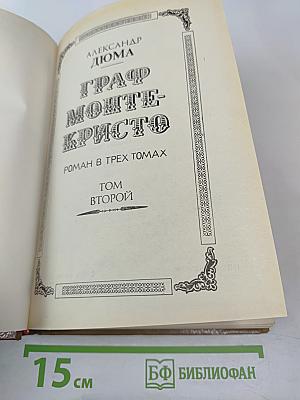 АЛЕКСАНДР
ДЮМА
ГРАФ
МОНТЕ-
КРИСТО
РОМАН В ТРЕХ ТОМАХ
ТОМ
ВТОРОЙ
15 см
БФ БИБЛИОФАН